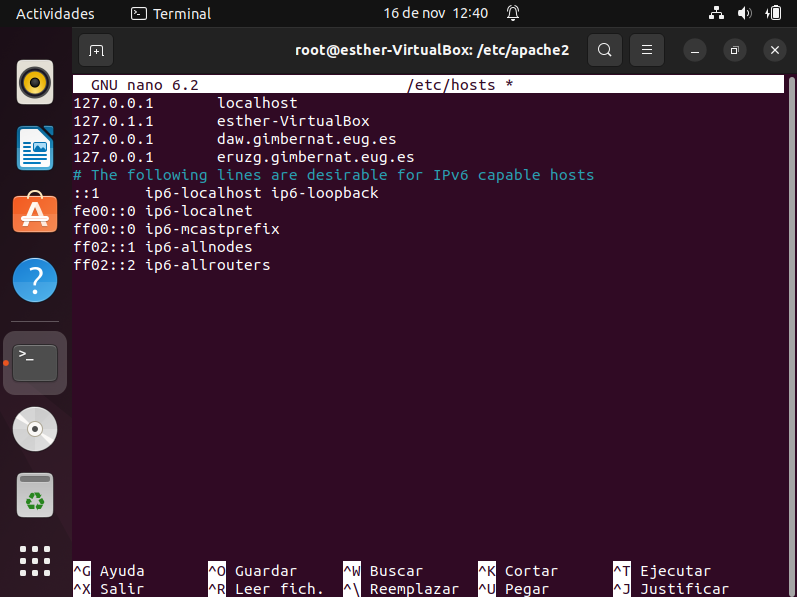 Actividades Terminal 16 de nov 12:40
root@esther-VirtualBox: /etc/apache2
GNU nano 6.2 /etc/hosts *
127.0.0.1 localhost
127.0.1.1 esther-VirtualBox
127.0.0.1 daw.gimbernat.eug.es
127.0.0.1 eruzg.gimbernat.eug.es
# The following lines are desirable for IPv6 capable hosts
::1 ip6-localhost ip6-loopback
fe00::0 ip6-localnet
ff00::0 ip6-mcastprefix
ff02::1 ip6-allnodes
ff02::2 ip6-allrouters
^G Ayuda ^O Guardar ^W Buscar ^K Cortar ^T Ejecutar
^X Salir ^R Leer fich. ^\ Reemplazar ^U Pegar ^J Justificar